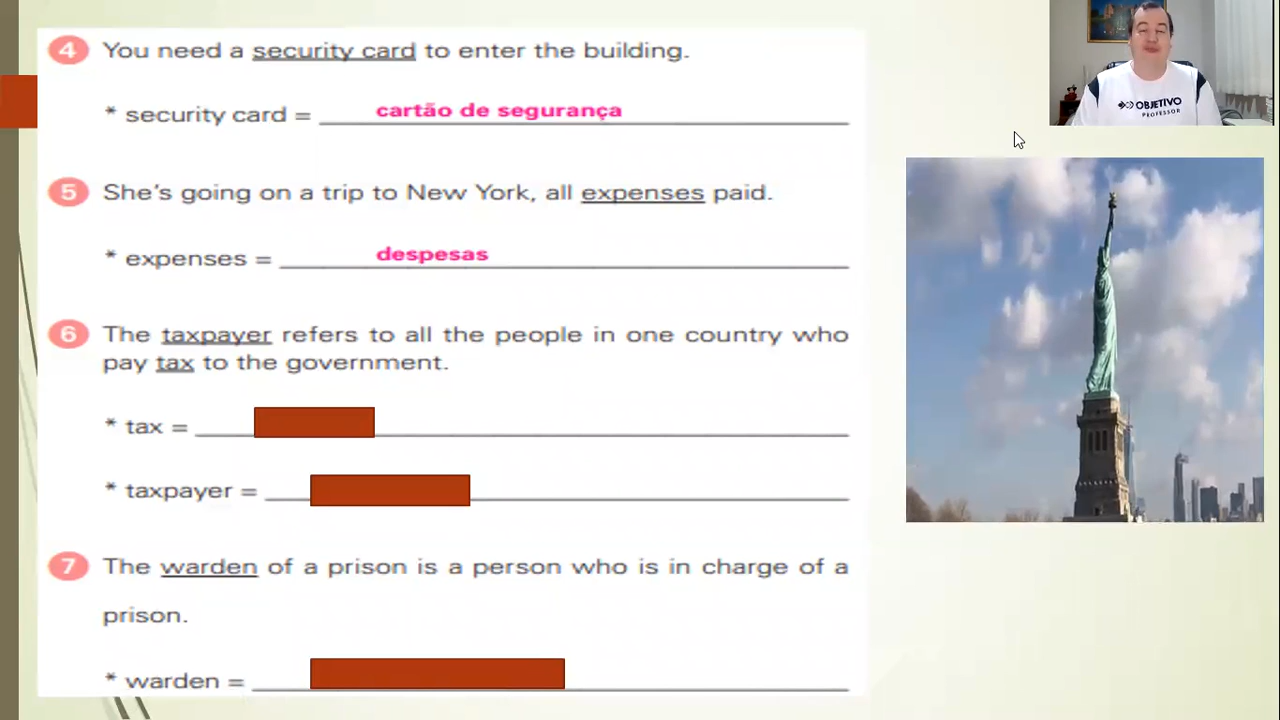 4 You need a security card to enter the building.
* security card = cartão de segurança
5 She's going on a trip to New York, all expenses paid.
* expenses = despesas
6 The taxpayer refers to all the people in one country who
pay tax to the government.
* tax =
* taxpayer =
7 The warden of a prison is a person who is in charge of a
prison.
* warden =
OBJETIVO
PROFESSOR